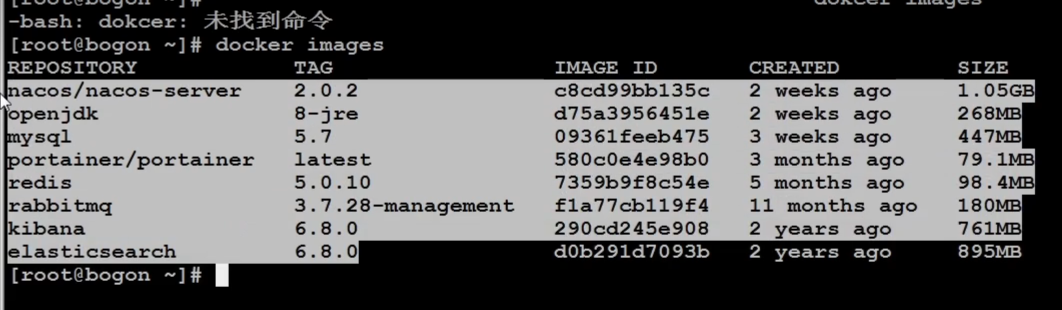 dokcer images
-bash: dokcer: 未找到命令
[root@bogon ~]# docker images
REPOSITORY TAG IMAGE ID CREATED SIZE
nacos/nacos-server 2.0.2 c8cd99bb135c 2 weeks ago 1.05GB
openjdk 8-jre d75a3956451e 2 weeks ago 268MB
mysql 5.7 09361feeb475 3 weeks ago 447MB
portainer/portainer latest 580c0e4e98b0 3 months ago 79.1MB
redis 5.0.10 7359b9f8c54e 5 months ago 98.4MB
rabbitmq 3.7.28-management f1a77cb119f4 11 months ago 180MB
kibana 6.8.0 290cd245e908 2 years ago 761MB
elasticsearch 6.8.0 d0b291d7093b 2 years ago 895MB
[root@bogon ~]#